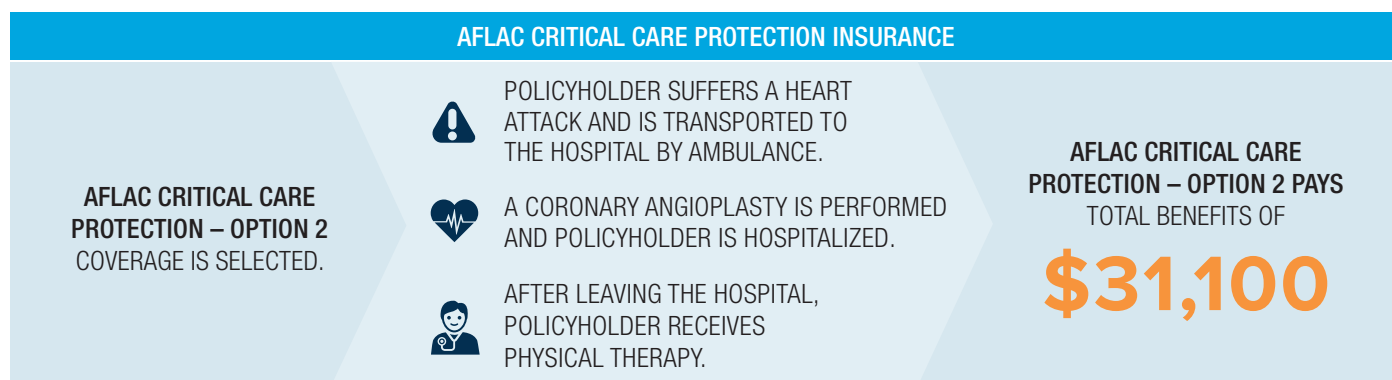 AFLAC CRITICAL CARE PROTECTION INSURANCE
AFLAC CRITICAL CARE
PROTECTION – OPTION 2
COVERAGE IS SELECTED.
POLICYHOLDER SUFFERS A HEART
ATTACK AND IS TRANSPORTED TO
THE HOSPITAL BY AMBULANCE.
A CORONARY ANGIOPLASTY IS PERFORMED
AND POLICYHOLDER IS HOSPITALIZED.
AFTER LEAVING THE HOSPITAL,
POLICYHOLDER RECEIVES
PHYSICAL THERAPY.
AFLAC CRITICAL CARE
PROTECTION – OPTION 2 PAYS
TOTAL BENEFITS OF
$31,100